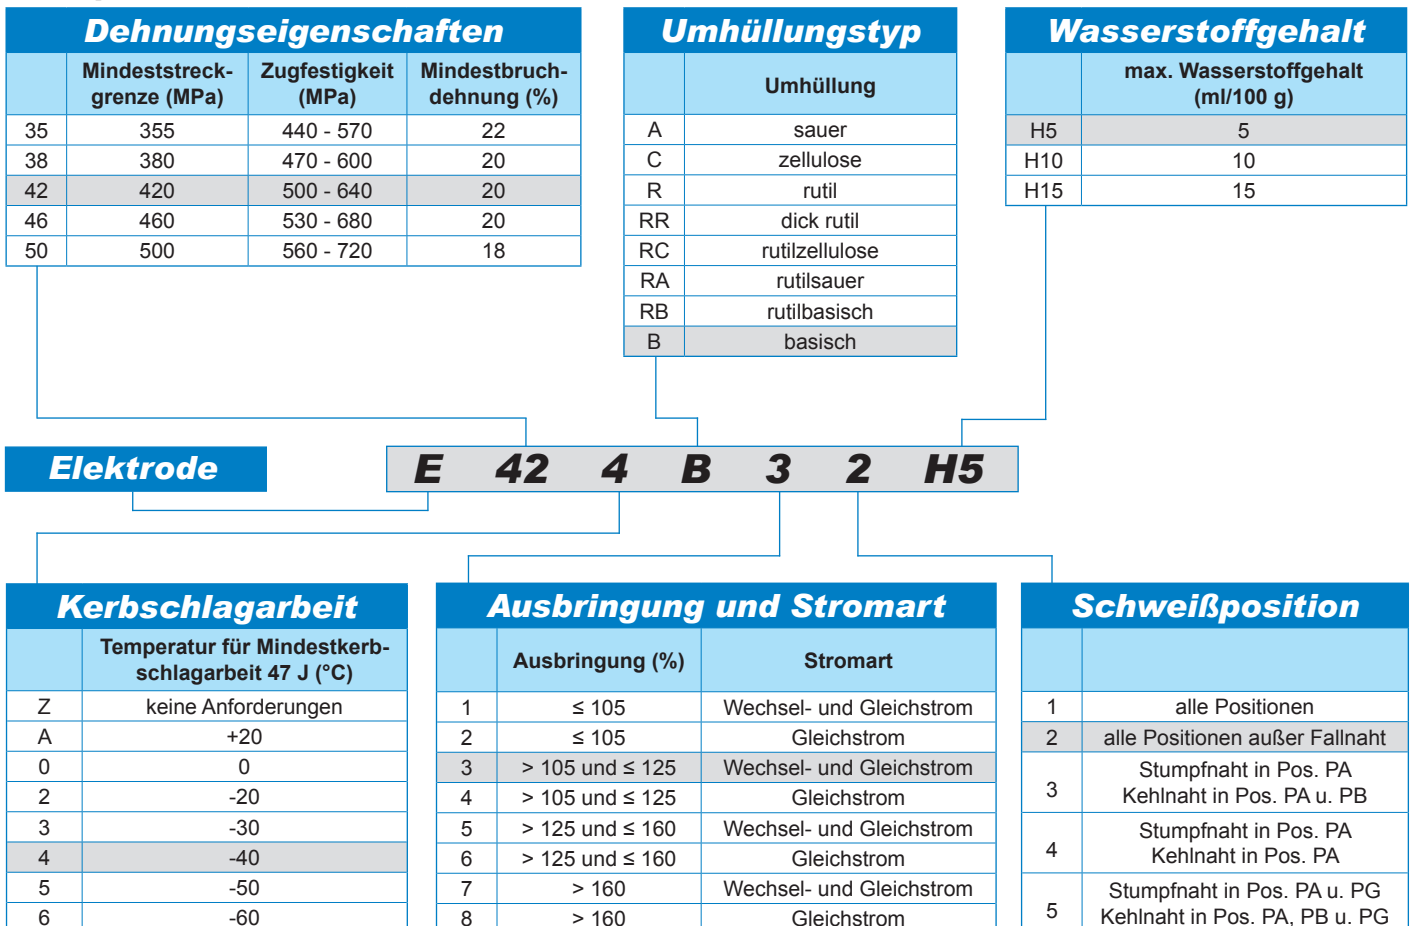 Dehnungseigenschaften
Mindeststreck-
grenze (MPa)
Zugfestigkeit
(MPa)
Mindestbruch-
dehnung (%)
35 355 440 - 570 22
38 380 470 - 600 20
42 420 500 - 640 20
46 460 530 - 680 20
50 500 560 - 720 18
Umhüllungstyp
Umhüllung
A sauer
C zellulose
R rutil
RR dick rutil
RC rutilzellulose
RA rutilsauer
RB rutilbasisch
B basisch
Wasserstoffgehalt
max. Wasserstoffgehalt
(ml/100 g)
H5 5
H10 10
H15 15
Elektrode
E 42 4 B 3 2 H5
Kerbschlagarbeit
Temperatur für Mindestkerb-
schlagarbeit 47 J (°C)
Z keine Anforderungen
A +20
0 0
2 -20
3 -30
4 -40
5 -50
6 -60
Ausbringung und Stromart
Ausbringung (%) Stromart
1 ≤ 105 Wechsel- und Gleichstrom
2 ≤ 105 Gleichstrom
3 > 105 und ≤ 125 Wechsel- und Gleichstrom
4 > 105 und ≤ 125 Gleichstrom
5 > 125 und ≤ 160 Wechsel- und Gleichstrom
6 > 125 und ≤ 160 Gleichstrom
7 > 160 Wechsel- und Gleichstrom
8 > 160 Gleichstrom
Schweißposition
1 alle Positionen
2 alle Positionen außer Fallnaht
3 Stumpfnaht in Pos. PA
Kehlnaht in Pos. PA u. PB
4 Stumpfnaht in Pos. PA
Kehlnaht in Pos. PA
5 Stumpfnaht in Pos. PA u. PG
Kehlnaht in Pos. PA, PB u. PG